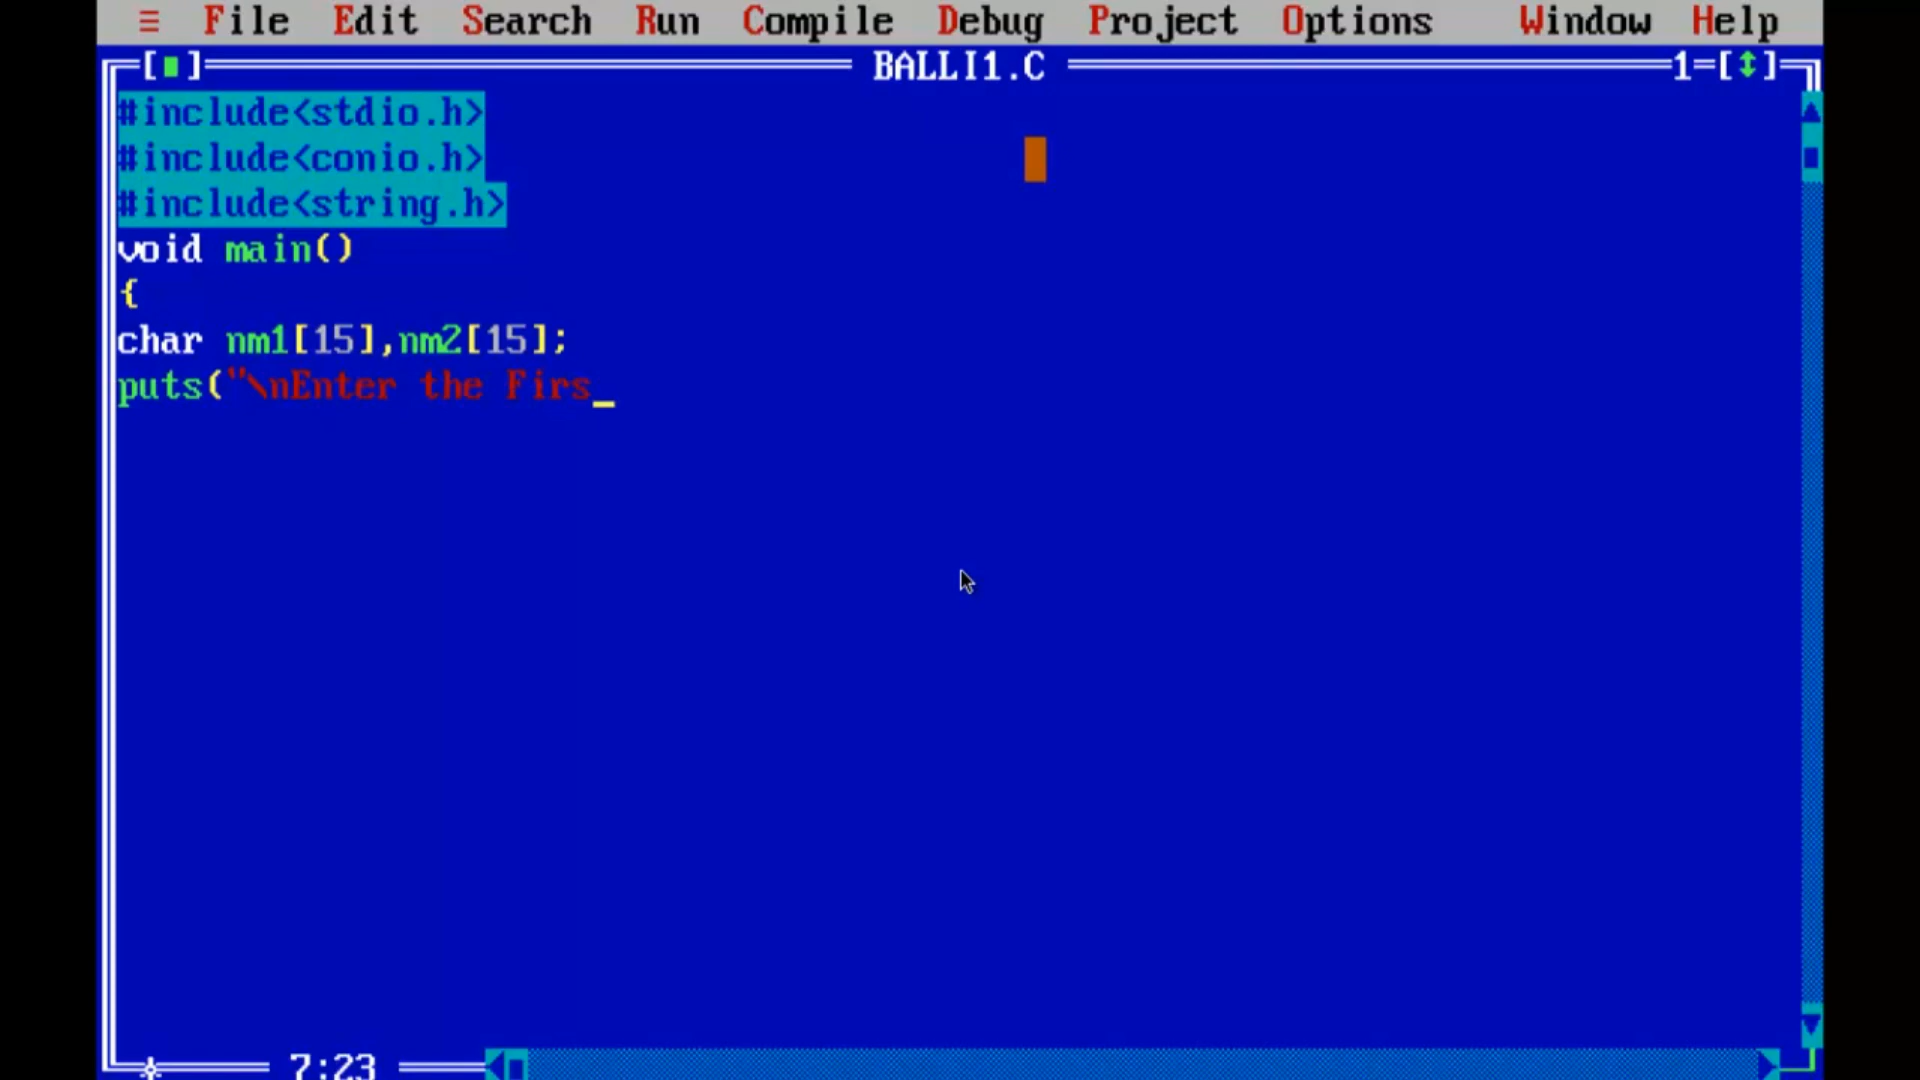 ≡ File Edit Search Run Compile Debug Project Options Window Help
[■] BALLI1.C 1=[↕]
#include<stdio.h>
#include<conio.h>
#include<string.h>
void main()
{
char nm1[15],nm2[15];
puts("\nEnter the Firs_
7:23